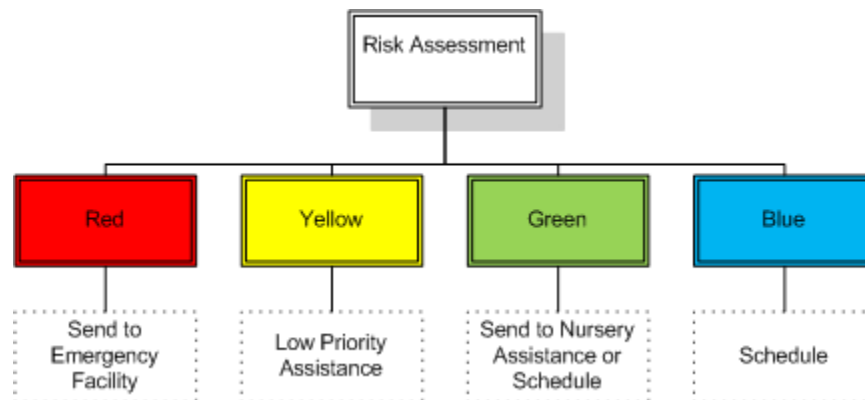 Risk Assessment
Red
Yellow
Green
Blue
Send to
Emergency
Facility
Low Priority
Assistance
Send to Nursery
Assistance or
Schedule
Schedule